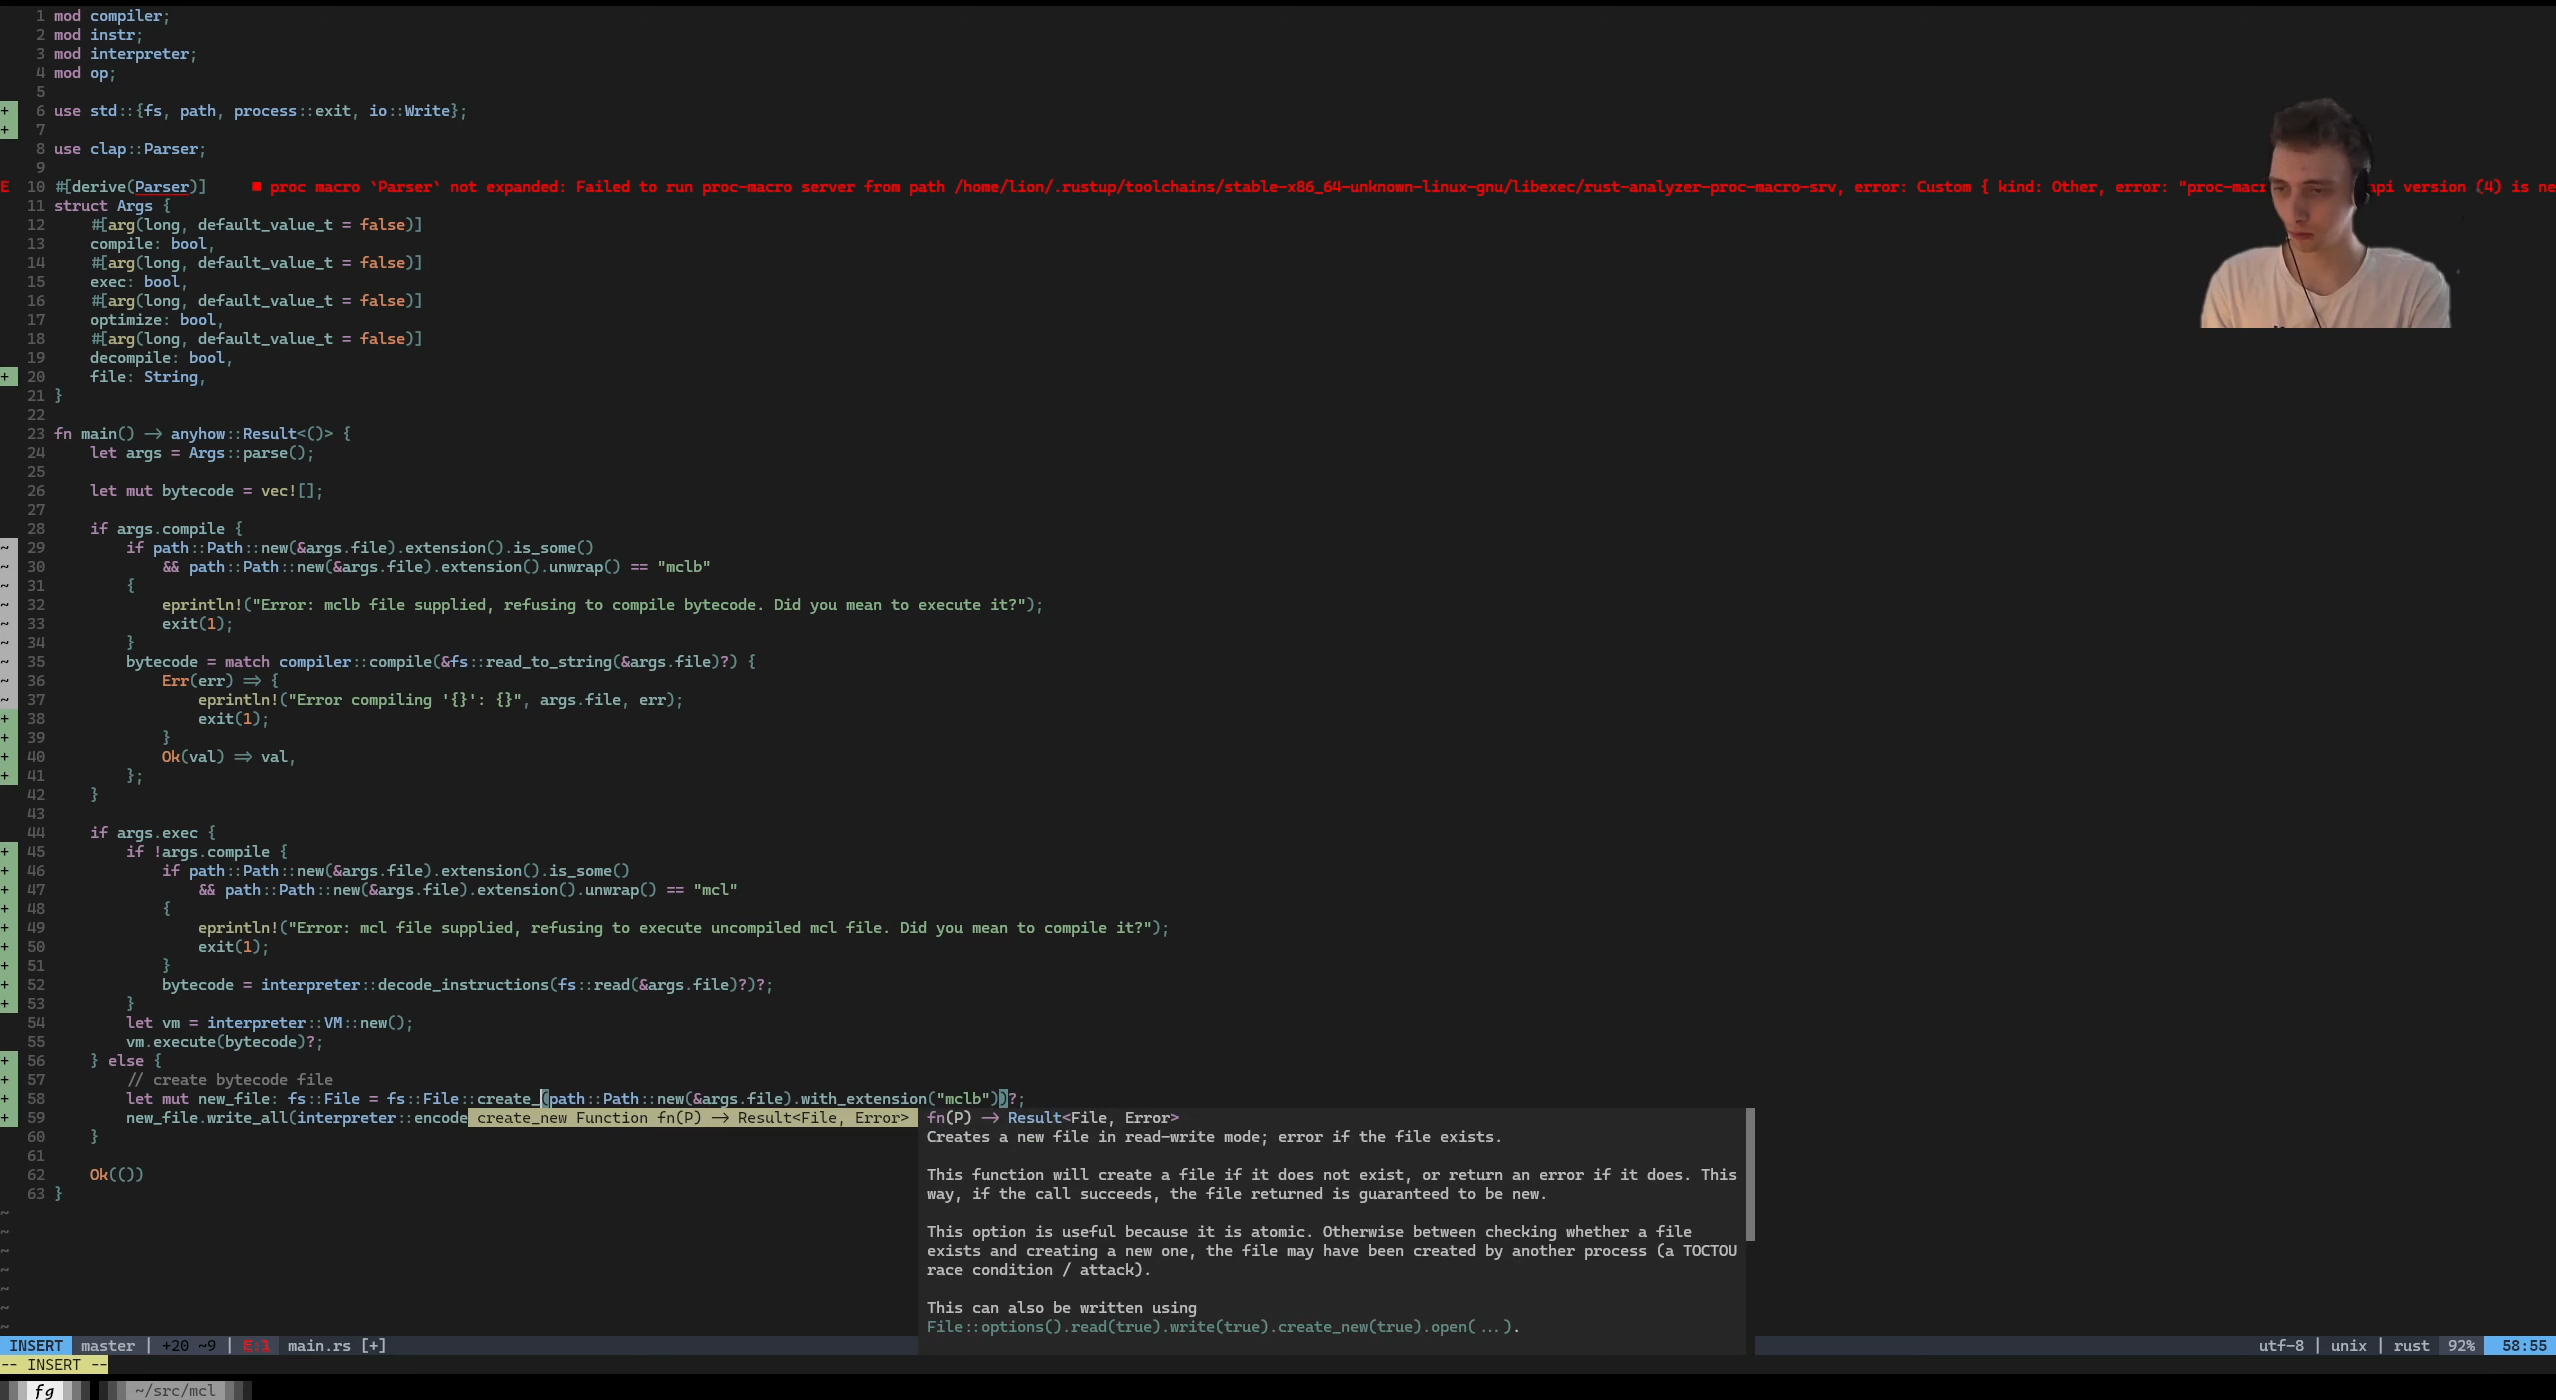 1 mod compiler;
2 mod instr;
3 mod interpreter;
4 mod op;
5
+ 6 use std::{fs, path, process::exit, io::Write};
+ 7
8 use clap::Parser;
9
E 10 #[derive(Parser)] ■ proc macro `Parser` not expanded: Failed to run proc-macro server from path /home/lion/.rustup/toolchains/stable-x86_64-unknown-linux-gnu/libexec/rust-analyzer-proc-macro-srv, error: Custom { kind: Other, error: "proc-macr api version (4) is ne
11 struct Args {
12     #[arg(long, default_value_t = false)]
13     compile: bool,
14     #[arg(long, default_value_t = false)]
15     exec: bool,
16     #[arg(long, default_value_t = false)]
17     optimize: bool,
18     #[arg(long, default_value_t = false)]
19     decompile: bool,
+ 20     file: String,
21 }
22
23 fn main() -> anyhow::Result<()> {
24     let args = Args::parse();
25
26     let mut bytecode = vec![];
27
28     if args.compile {
~ 29         if path::Path::new(&args.file).extension().is_some()
~ 30             && path::Path::new(&args.file).extension().unwrap() == "mclb"
~ 31         {
~ 32             eprintln!("Error: mclb file supplied, refusing to compile bytecode. Did you mean to execute it?");
~ 33             exit(1);
~ 34         }
~ 35         bytecode = match compiler::compile(&fs::read_to_string(&args.file)?) {
~ 36             Err(err) => {
~ 37                 eprintln!("Error compiling '{}': {}", args.file, err);
+ 38                 exit(1);
+ 39             }
+ 40             Ok(val) => val,
+ 41         };
42     }
43
44     if args.exec {
+ 45         if !args.compile {
+ 46             if path::Path::new(&args.file).extension().is_some()
+ 47                 && path::Path::new(&args.file).extension().unwrap() == "mcl"
+ 48             {
+ 49                 eprintln!("Error: mcl file supplied, refusing to execute uncompiled mcl file. Did you mean to compile it?");
+ 50                 exit(1);
+ 51             }
+ 52             bytecode = interpreter::decode_instructions(fs::read(&args.file)?)?;
+ 53         }
54         let vm = interpreter::VM::new();
55         vm.execute(bytecode)?;
+ 56     } else {
+ 57         // create bytecode file
+ 58         let mut new_file: fs::File = fs::File::create_(path::Path::new(&args.file).with_extension("mclb"))?;
+ 59         new_file.write_all(interpreter::encode create_new Function fn(P) -> Result<File, Error> fn(P) -> Result<File, Error>
60     } Creates a new file in read-write mode; error if the file exists.
61
62     Ok(()) This function will create a file if it does not exist, or return an error if it does. This
63 } way, if the call succeeds, the file returned is guaranteed to be new.
~
~ This option is useful because it is atomic. Otherwise between checking whether a file
~ exists and creating a new one, the file may have been created by another process (a TOCTOU
~ race condition / attack).
~
~ This can also be written using
~ File::options().read(true).write(true).create_new(true).open(...).
INSERT master | +20 ~9 | E:1 main.rs [+] utf-8 | unix | rust 92% 58:55
-- INSERT --
fg ~/src/mcl